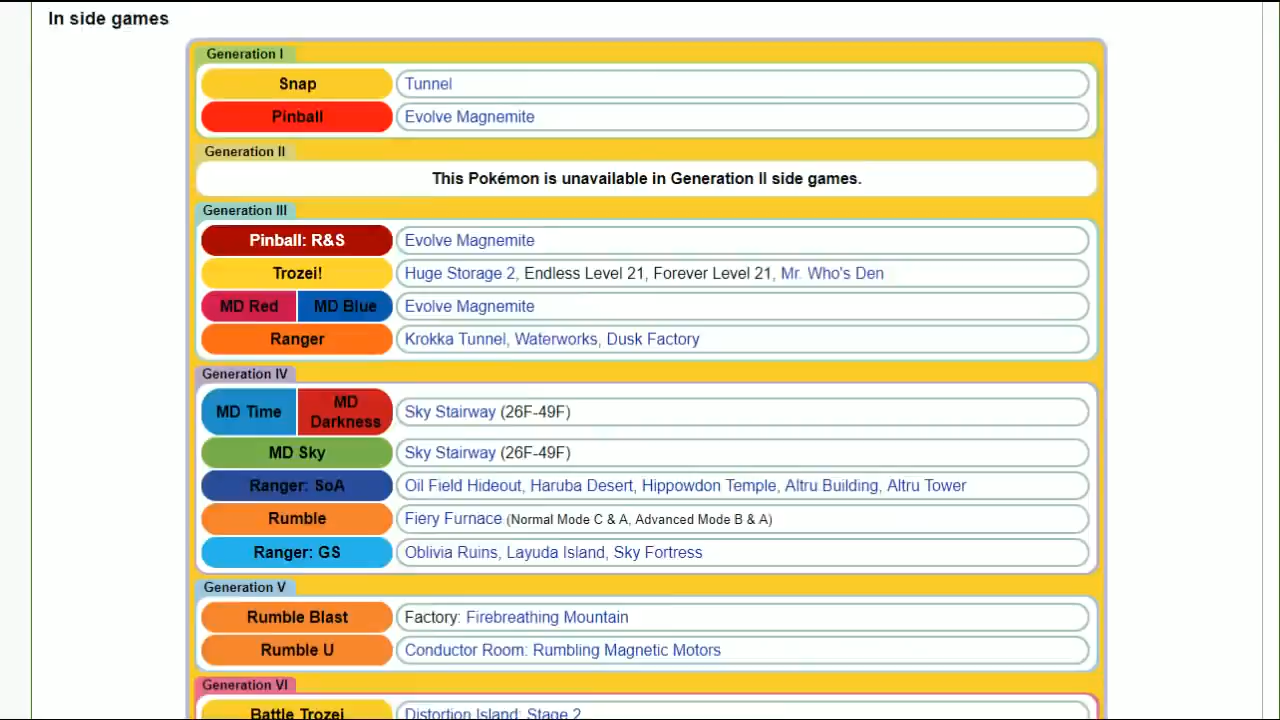 In side games
Generation I
Snap Tunnel
Pinball Evolve Magnemite
Generation II
This Pokémon is unavailable in Generation II side games.
Generation III
Pinball: R&S Evolve Magnemite
Trozei! Huge Storage 2, Endless Level 21, Forever Level 21, Mr. Who's Den
MD Red MD Blue Evolve Magnemite
Ranger Krokka Tunnel, Waterworks, Dusk Factory
Generation IV
MD Time MD Darkness Sky Stairway (26F-49F)
MD Sky Sky Stairway (26F-49F)
Ranger: SoA Oil Field Hideout, Haruba Desert, Hippowdon Temple, Altru Building, Altru Tower
Rumble Fiery Furnace (Normal Mode C & A, Advanced Mode B & A)
Ranger: GS Oblivia Ruins, Layuda Island, Sky Fortress
Generation V
Rumble Blast Factory: Firebreathing Mountain
Rumble U Conductor Room: Rumbling Magnetic Motors
Generation VI
Battle Trozei Distortion Island: Stage 2